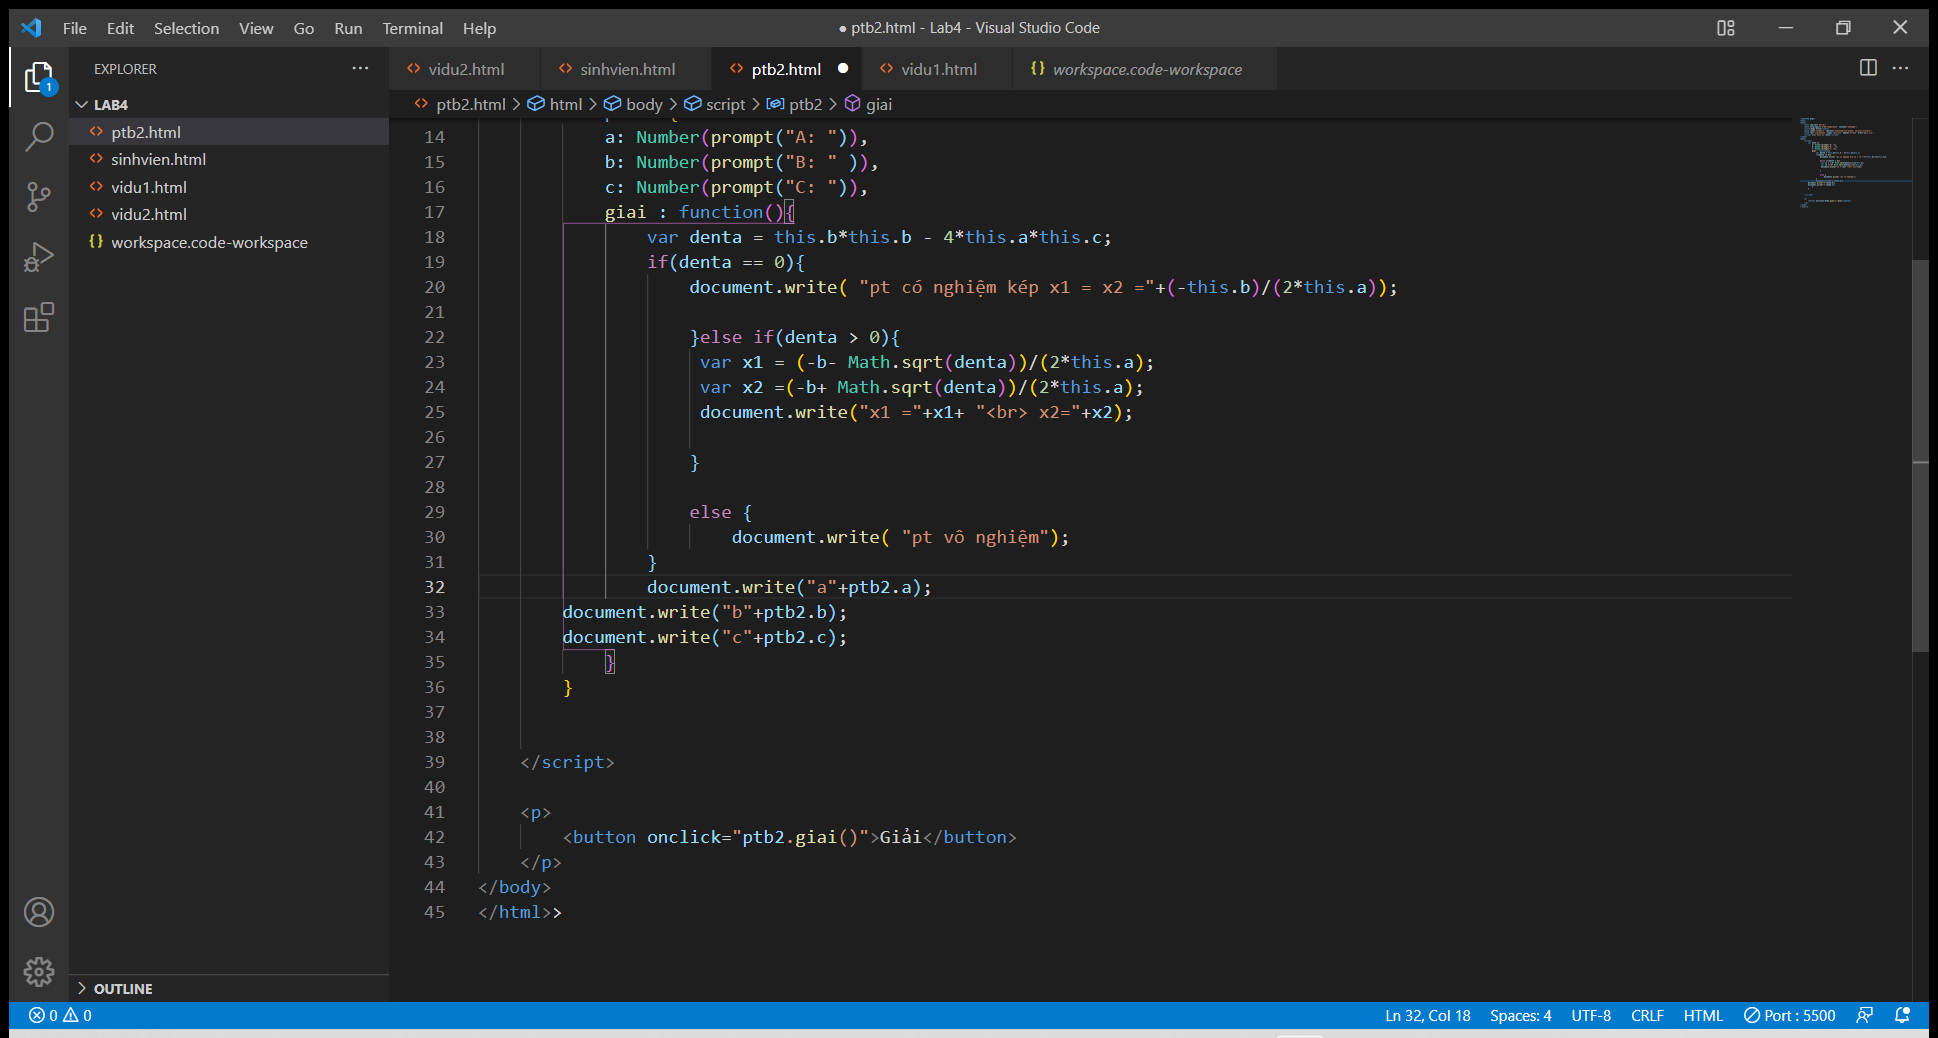 File Edit Selection View Go Run Terminal Help
● ptb2.html - Lab4 - Visual Studio Code
EXPLORER ...
LAB4
ptb2.html
sinhvien.html
vidu1.html
vidu2.html
{} workspace.code-workspace
OUTLINE
1
vidu2.html
sinhvien.html
ptb2.html ●
vidu1.html
{} workspace.code-workspace
ptb2.html > html > body > script > ptb2 > giai
14 a: Number(prompt("A: ")),
15 b: Number(prompt("B: " )),
16 c: Number(prompt("C: ")),
17 giai : function(){
18 var denta = this.b*this.b - 4*this.a*this.c;
19 if(denta == 0){
20 document.write( "pt có nghiệm kép x1 = x2 ="+(-this.b)/(2*this.a));
21
22 }else if(denta > 0){
23 var x1 = (-b- Math.sqrt(denta))/(2*this.a);
24 var x2 =(-b+ Math.sqrt(denta))/(2*this.a);
25 document.write("x1 ="+x1+ "<br> x2="+x2);
26
27 }
28
29 else {
30 document.write( "pt vô nghiệm");
31 }
32 document.write("a"+ptb2.a);
33 document.write("b"+ptb2.b);
34 document.write("c"+ptb2.c);
35 }
36 }
37
38
39 </script>
40
41 <p>
42 <button onclick="ptb2.giai()">Giải</button>
43 </p>
44 </body>
45 </html>>
0 0
Ln 32, Col 18 Spaces: 4 UTF-8 CRLF HTML Port : 5500